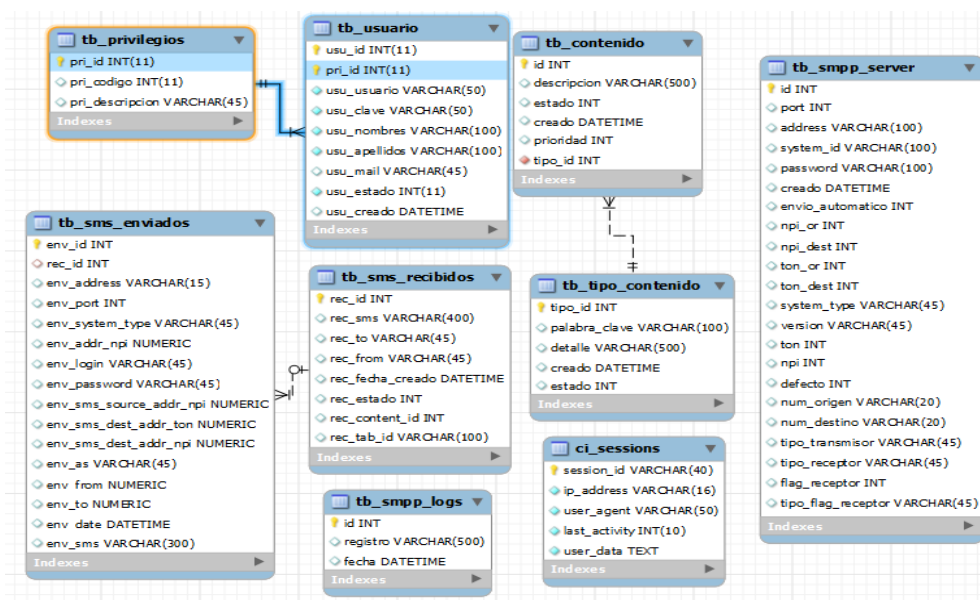 tb_privilegios
pri_id INT(11)
pri_codigo INT(11)
pri_descripcion VARCHAR(45)
Indexes
tb_usuario
usu_id INT(11)
pri_id INT(11)
usu_usuario VARCHAR(50)
usu_clave VARCHAR(50)
usu_nombres VARCHAR(100)
usu_apellidos VARCHAR(100)
usu_mail VARCHAR(45)
usu_estado INT(11)
usu_creado DATETIME
Indexes
tb_contenido
id INT
descripcion VARCHAR(500)
estado INT
creado DATETIME
prioridad INT
tipo_id INT
Indexes
tb_smpp_server
id INT
port INT
address VARCHAR(100)
system_id VARCHAR(100)
password VARCHAR(100)
creado DATETIME
envio_automatico INT
npi_or INT
npi_dest INT
ton_or INT
ton_dest INT
system_type VARCHAR(45)
version VARCHAR(45)
ton INT
npi INT
defecto INT
num_origen VARCHAR(20)
num_destino VARCHAR(20)
tipo_transmisor VARCHAR(45)
tipo_receptor VARCHAR(45)
flag_receptor INT
tipo_flag_receptor VARCHAR(45)
Indexes
tb_sms_enviados
env_id INT
rec_id INT
env_address VARCHAR(15)
env_port INT
env_system_type VARCHAR(45)
env_addr_npi NUMERIC
env_login VARCHAR(45)
env_password VARCHAR(45)
env_sms_source_addr_npi NUMERIC
env_sms_dest_addr_ton NUMERIC
env_sms_dest_addr_npi NUMERIC
env_as VARCHAR(45)
env_from NUMERIC
env_to NUMERIC
env_date DATETIME
env_sms VARCHAR(300)
Indexes
tb_sms_recibidos
rec_id INT
rec_sms VARCHAR(400)
rec_to VARCHAR(45)
rec_from VARCHAR(45)
rec_fecha_creado DATETIME
rec_estado INT
rec_content_id INT
rec_tab_id VARCHAR(100)
Indexes
tb_tipo_contenido
tipo_id INT
palabra_clave VARCHAR(100)
detalle VARCHAR(500)
creado DATETIME
estado INT
Indexes
tb_smpp_logs
id INT
registro VARCHAR(500)
fecha DATETIME
Indexes
ci_sessions
session_id VARCHAR(40)
ip_address VARCHAR(16)
user_agent VARCHAR(50)
last_activity INT(10)
user_data TEXT
Indexes